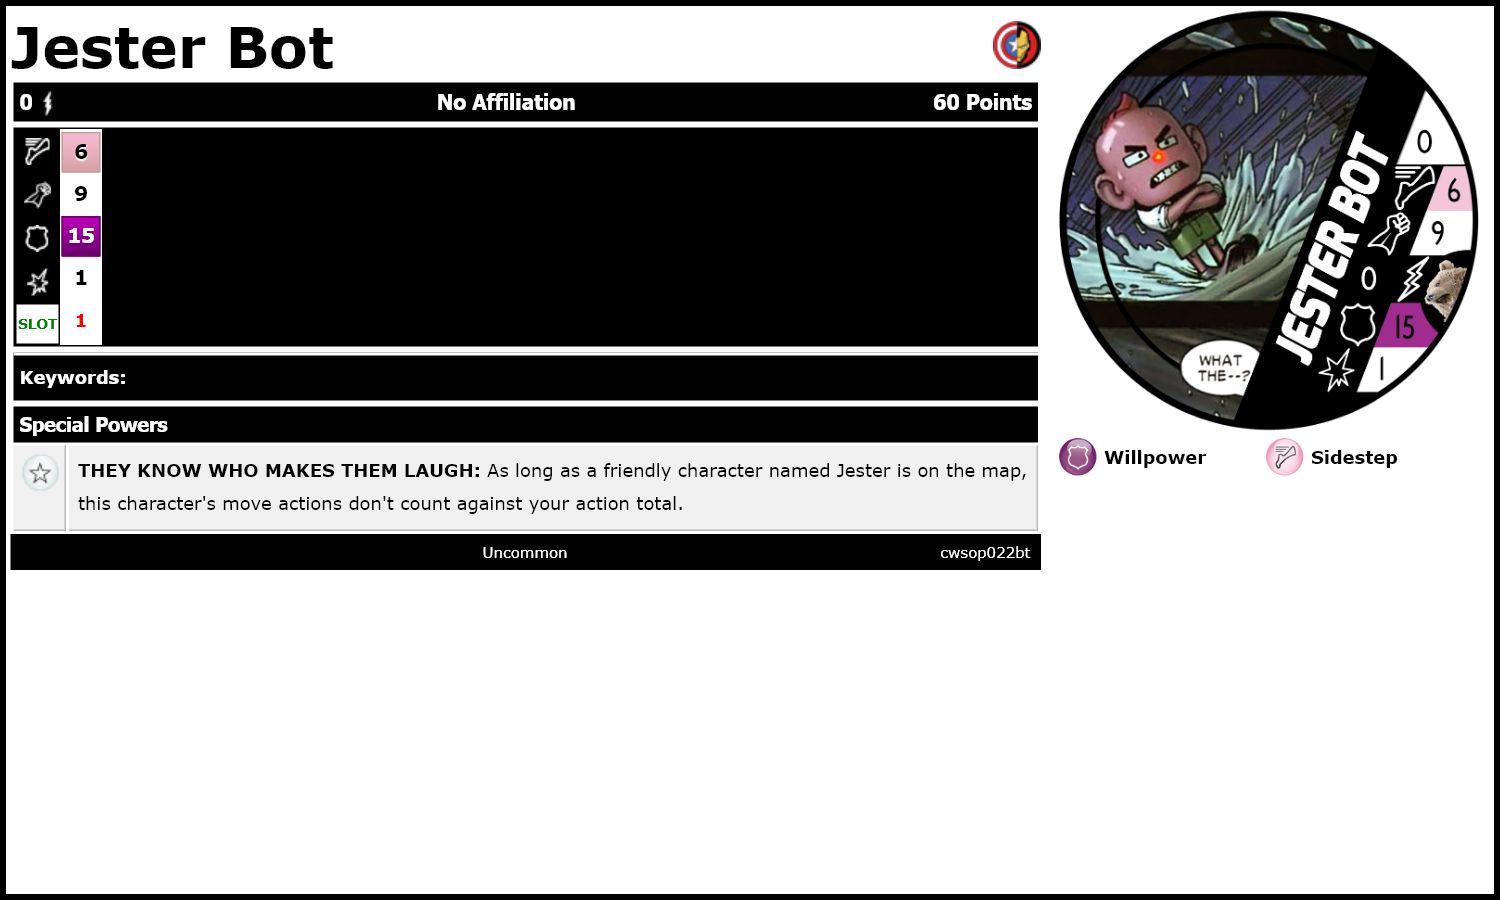 Jester Bot
0 No Affiliation 60 Points
6
9
15
1
SLOT 1
Keywords:
Special Powers
THEY KNOW WHO MAKES THEM LAUGH: As long as a friendly character named Jester is on the map,
this character's move actions don't count against your action total.
Uncommon cwsop022bt
JESTER BOT
0
6
9
0
15
1
WHAT
THE--?
Willpower Sidestep